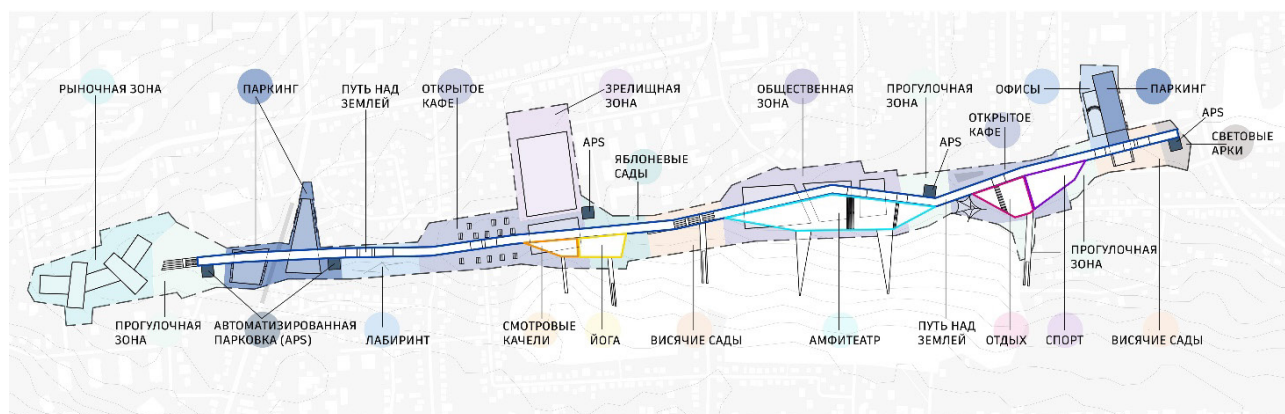 РЫНОЧНАЯ ЗОНА
ПАРКИНГ
ПУТЬ НАД
ЗЕМЛЕЙ
ОТКРЫТОЕ
КАФЕ
ЗРЕЛИЩНАЯ
ЗОНА
ОБЩЕСТВЕННАЯ
ЗОНА
ПРОГУЛОЧНАЯ
ЗОНА
ОФИСЫ
ПАРКИНГ
ОТКРЫТОЕ
КАФЕ
APS
СВЕТОВЫЕ
АРКИ
APS
APS
ЯБЛОНЕВЫЕ
САДЫ
ПРОГУЛОЧНАЯ
ЗОНА
ПРОГУЛОЧНАЯ
ЗОНА
АВТОМАТИЗИРОВАННАЯ
ПАРКОВКА (APS)
ЛАБИРИНТ
СМОТРОВЫЕ
КАЧЕЛИ
ЙОГА
ВИСЯЧИЕ САДЫ
АМФИТЕАТР
ПУТЬ НАД
ЗЕМЛЕЙ
ОТДЫХ
СПОРТ
ВИСЯЧИЕ САДЫ